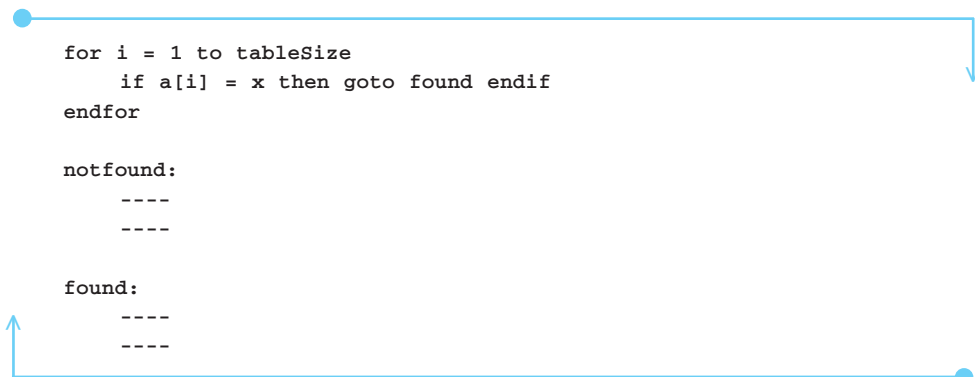 for i = 1 to tableSize
if a[i] = x then goto found endif
endfor
notfound:
----
----
found:
----
----